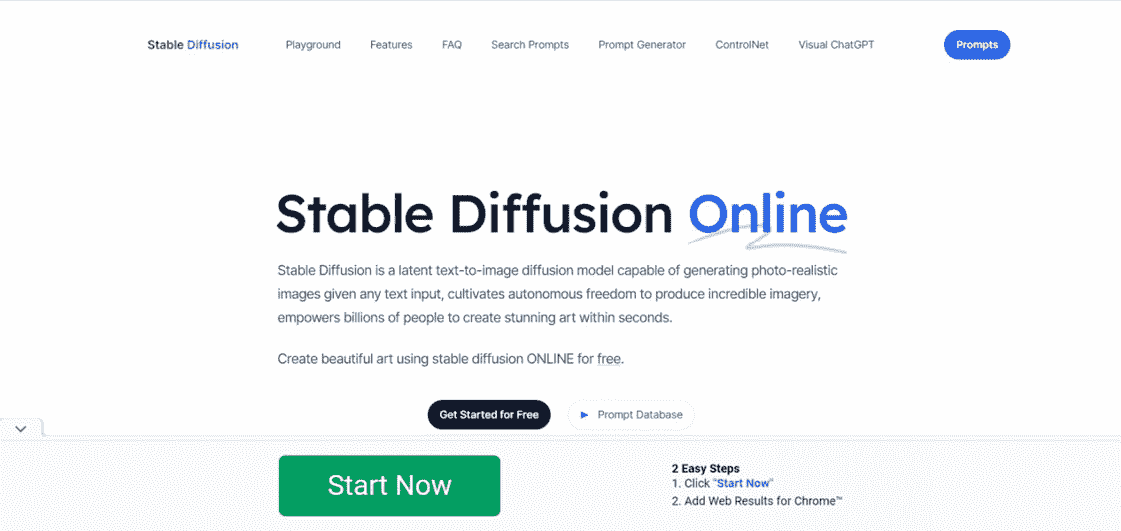 Stable Diffusion Playground Features FAQ Search Prompts Prompt Generator ControlNet Visual ChatGPT Prompts
Stable Diffusion Online
Stable Diffusion is a latent text-to-image diffusion model capable of generating photo-realistic
images given any text input, cultivates autonomous freedom to produce incredible imagery,
empowers billions of people to create stunning art within seconds.
Create beautiful art using stable diffusion ONLINE for free.
Get Started for Free Prompt Database
Start Now
2 Easy Steps
1. Click "Start Now"
2. Add Web Results for Chrome™